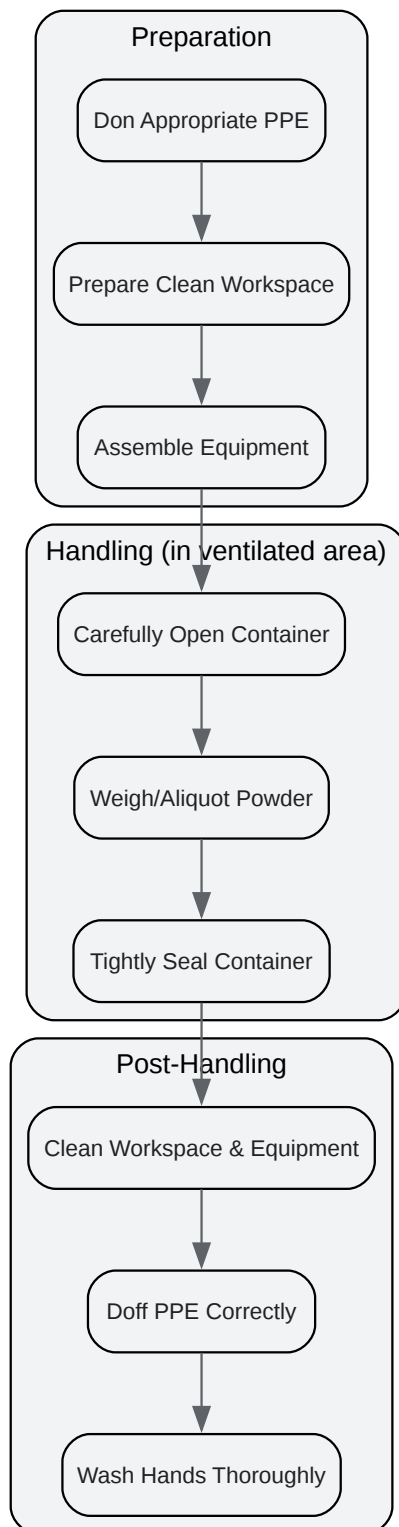 Preparation
Don Appropriate PPE
Prepare Clean Workspace
Assemble Equipment
Handling (in ventilated area)
Carefully Open Container
Weigh/Aliquot Powder
Tightly Seal Container
Post-Handling
Clean Workspace & Equipment
Doff PPE Correctly
Wash Hands Thoroughly